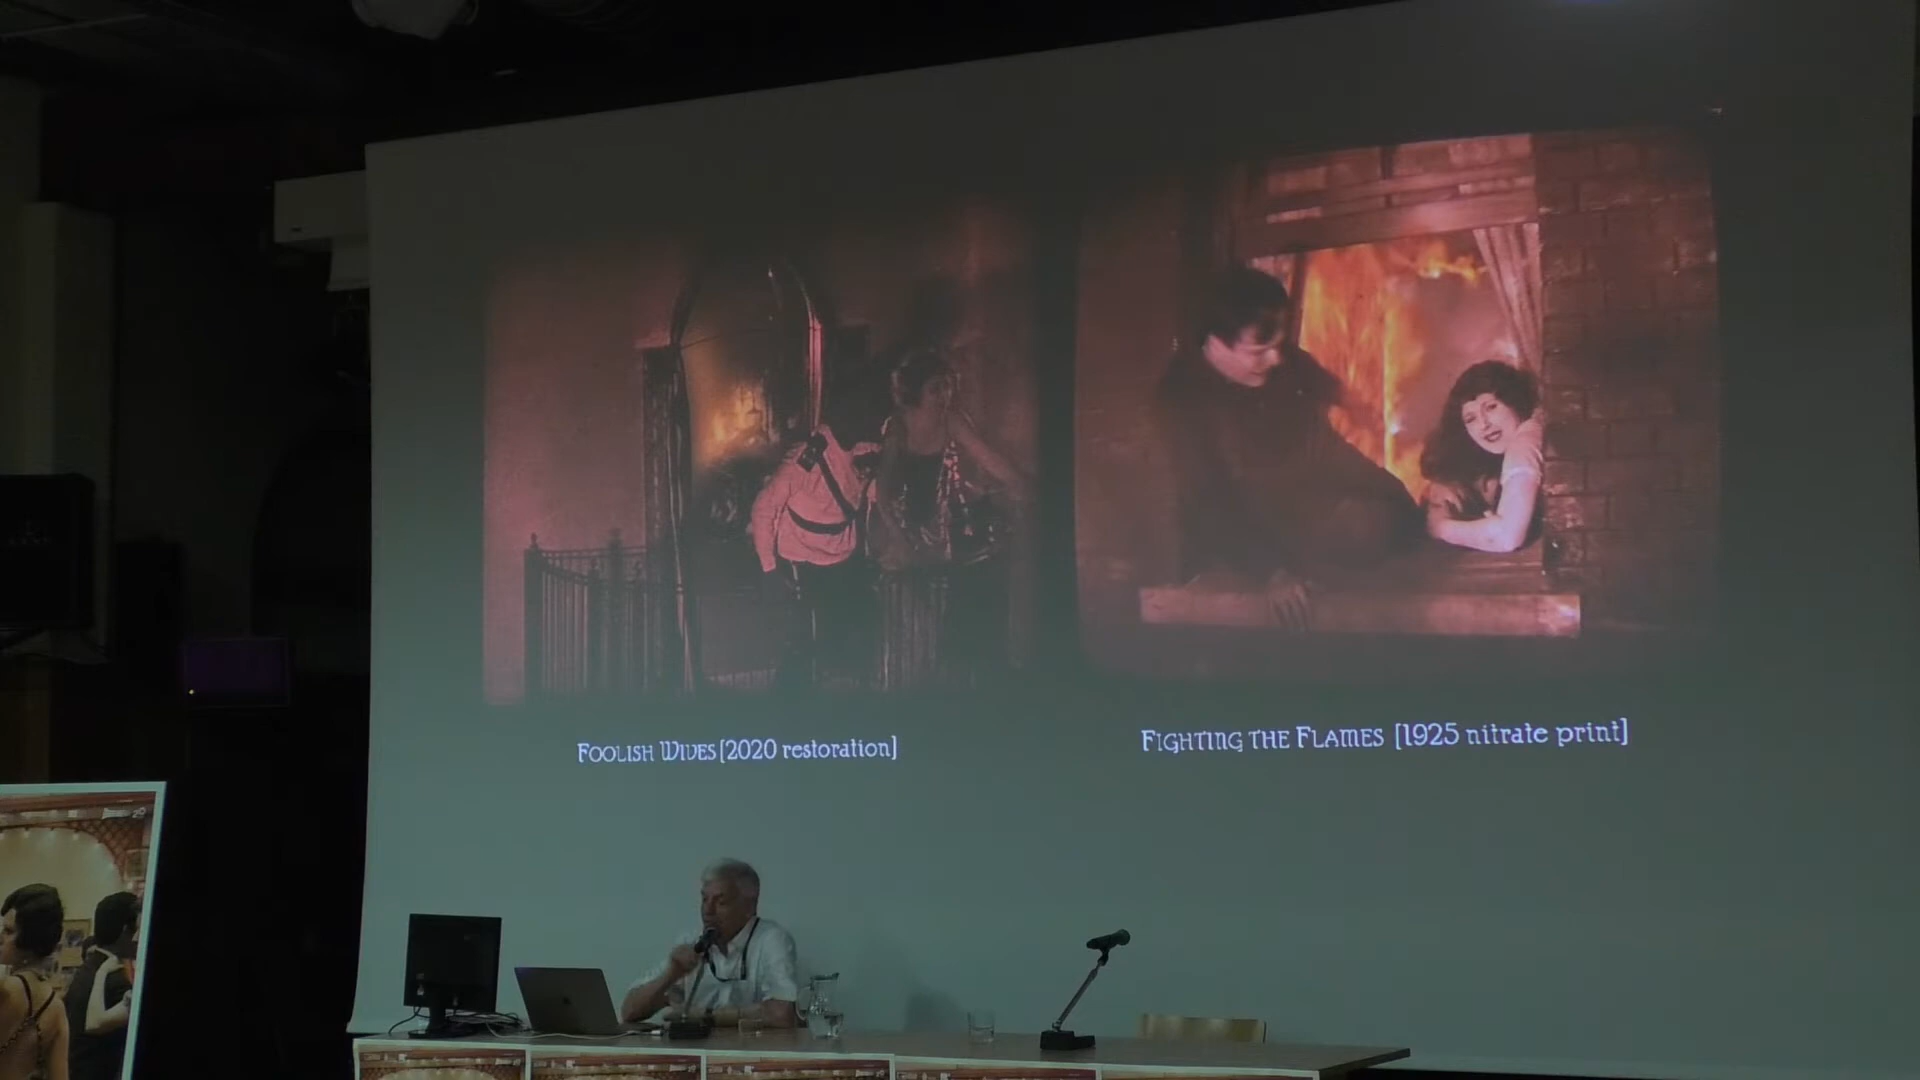 FOOLISH WIVES [2020 restoration]
FIGHTING THE FLAMES [1925 nitrate print]